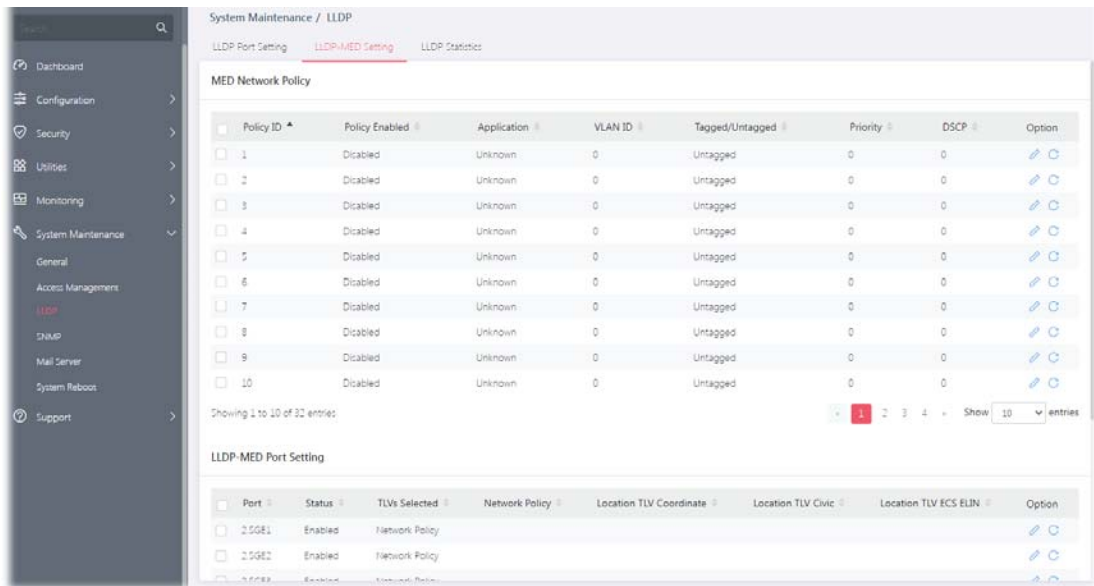 Search
System Maintenance / LLDP
LLDP Port Setting LLDP-MED Setting LLDP Statistics
Dashboard
Configuration
Security
Utilities
Monitoring
System Maintenance
General
Access Management
LLDP
SNMP
Mail Server
System Reboot
Support
MED Network Policy
Policy ID Policy Enabled Application VLAN ID Tagged/Untagged Priority DSCP Option
1 Disabled Unknown 0 Untagged 0 0
2 Disabled Unknown 0 Untagged 0 0
3 Disabled Unknown 0 Untagged 0 0
4 Disabled Unknown 0 Untagged 0 0
5 Disabled Unknown 0 Untagged 0 0
6 Disabled Unknown 0 Untagged 0 0
7 Disabled Unknown 0 Untagged 0 0
8 Disabled Unknown 0 Untagged 0 0
9 Disabled Unknown 0 Untagged 0 0
10 Disabled Unknown 0 Untagged 0 0
Showing 1 to 10 of 32 entries
« 1 2 3 4 » Show 10 entries
LLDP-MED Port Setting
Port Status TLVs Selected Network Policy Location TLV Coordinate Location TLV Civic Location TLV ECS ELIN Option
2.5GE1 Enabled Network Policy
2.5GE2 Enabled Network Policy
2.5GE3 Enabled Network Policy